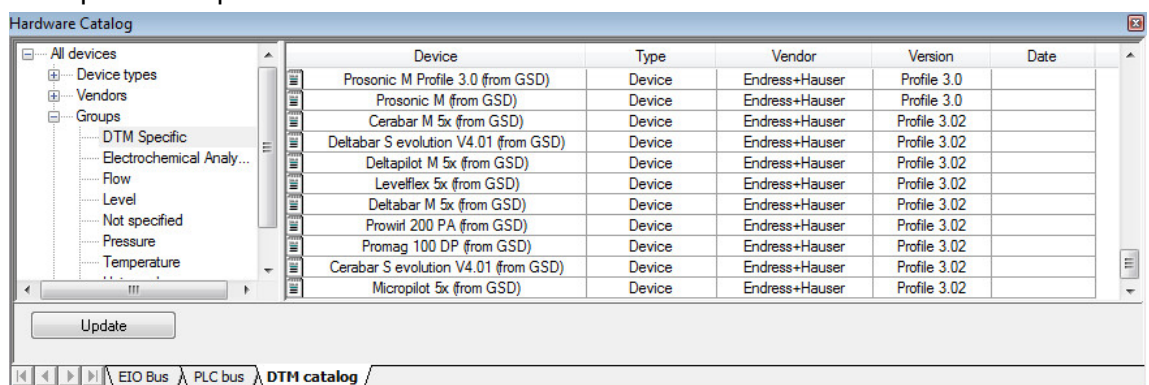 Hardware Catalog
All devices
Device types
Vendors
Groups
DTM Specific
Electrochemical Analy...
Flow
Level
Not specified
Pressure
Temperature
Device Type Vendor Version Date
Prosonic M Profile 3.0 (from GSD) Device Endress+Hauser Profile 3.0
Prosonic M (from GSD) Device Endress+Hauser Profile 3.0
Cerabar M 5x (from GSD) Device Endress+Hauser Profile 3.02
Deltabar S evolution V4.01 (from GSD) Device Endress+Hauser Profile 3.02
Deltapilot M 5x (from GSD) Device Endress+Hauser Profile 3.02
Levelflex 5x (from GSD) Device Endress+Hauser Profile 3.02
Deltabar M 5x (from GSD) Device Endress+Hauser Profile 3.02
Prowirl 200 PA (from GSD) Device Endress+Hauser Profile 3.02
Promag 100 DP (from GSD) Device Endress+Hauser Profile 3.02
Cerabar S evolution V4.01 (from GSD) Device Endress+Hauser Profile 3.02
Micropilot 5x (from GSD) Device Endress+Hauser Profile 3.02
Update
EIO Bus PLC bus DTM catalog